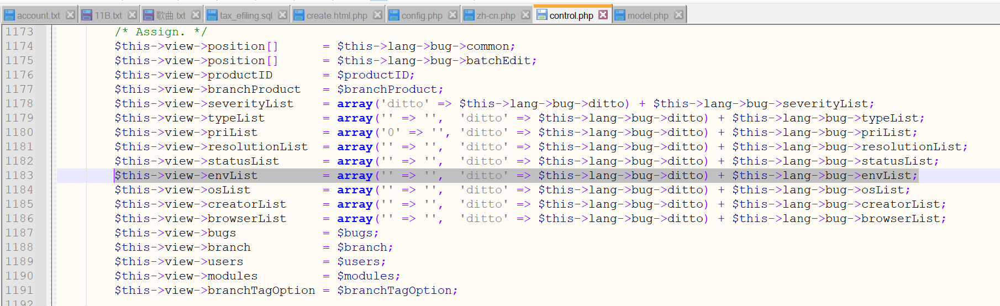 account.txt 11B.txt 歌曲.txt tax_efiling.sql create.html.php config.php zh-cn.php control.php model.php
1173 /* Assign. */
1174 $this->view->position[] = $this->lang->bug->common;
1175 $this->view->position[] = $this->lang->bug->batchEdit;
1176 $this->view->productID = $productID;
1177 $this->view->branchProduct = $branchProduct;
1178 $this->view->severityList = array('ditto' => $this->lang->bug->ditto) + $this->lang->bug->severityList;
1179 $this->view->typeList = array('' => '', 'ditto' => $this->lang->bug->ditto) + $this->lang->bug->typeList;
1180 $this->view->priList = array('0' => '', 'ditto' => $this->lang->bug->ditto) + $this->lang->bug->priList;
1181 $this->view->resolutionList = array('' => '', 'ditto' => $this->lang->bug->ditto) + $this->lang->bug->resolutionList;
1182 $this->view->statusList = array('' => '', 'ditto' => $this->lang->bug->ditto) + $this->lang->bug->statusList;
1183 $this->view->envList = array('' => '', 'ditto' => $this->lang->bug->ditto) + $this->lang->bug->envList;
1184 $this->view->osList = array('' => '', 'ditto' => $this->lang->bug->ditto) + $this->lang->bug->osList;
1185 $this->view->creatorList = array('' => '', 'ditto' => $this->lang->bug->ditto) + $this->lang->bug->creatorList;
1186 $this->view->browserList = array('' => '', 'ditto' => $this->lang->bug->ditto) + $this->lang->bug->browserList;
1187 $this->view->bugs = $bugs;
1188 $this->view->branch = $branch;
1189 $this->view->users = $users;
1190 $this->view->modules = $modules;
1191 $this->view->branchTagOption = $branchTagOption;
1192